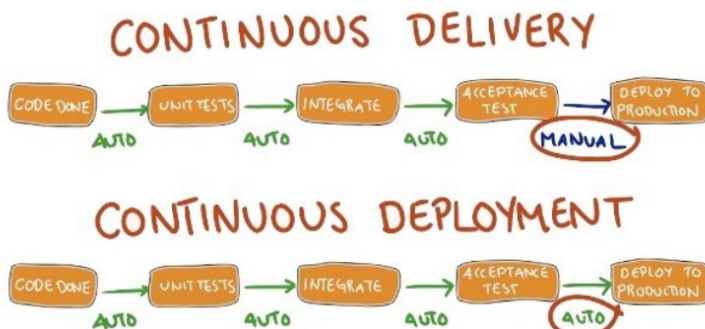 CONTINUOUS DELIVERY
CODE DONE
UNIT TESTS
INTEGRATE
ACCEPTANCE
TEST
DEPLOY TO
PRODUCTION
AUTO
AUTO
AUTO
MANUAL
CONTINUOUS DEPLOYMENT
CODE DONE
UNIT TESTS
INTEGRATE
ACCEPTANCE
TEST
DEPLOY TO
PRODUCTION
AUTO
AUTO
AUTO
AUTO